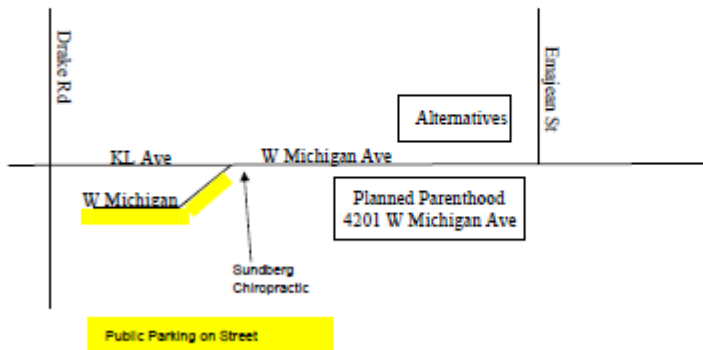 Drake Rd
Emajean St
Alternatives
KL Ave
W Michigan Ave
W Michigan
Planned Parenthood
4201 W Michigan Ave
Sundberg
Chiropractic
Public Parking on Street